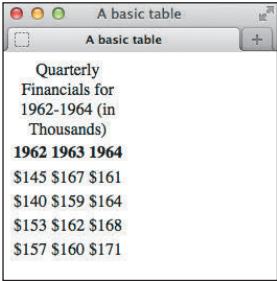 A basic table
A basic table
Quarterly
Financials for
1962-1964 (in
Thousands)
1962 1963 1964
$145 $167 $161
$140 $159 $164
$153 $162 $168
$157 $160 $171